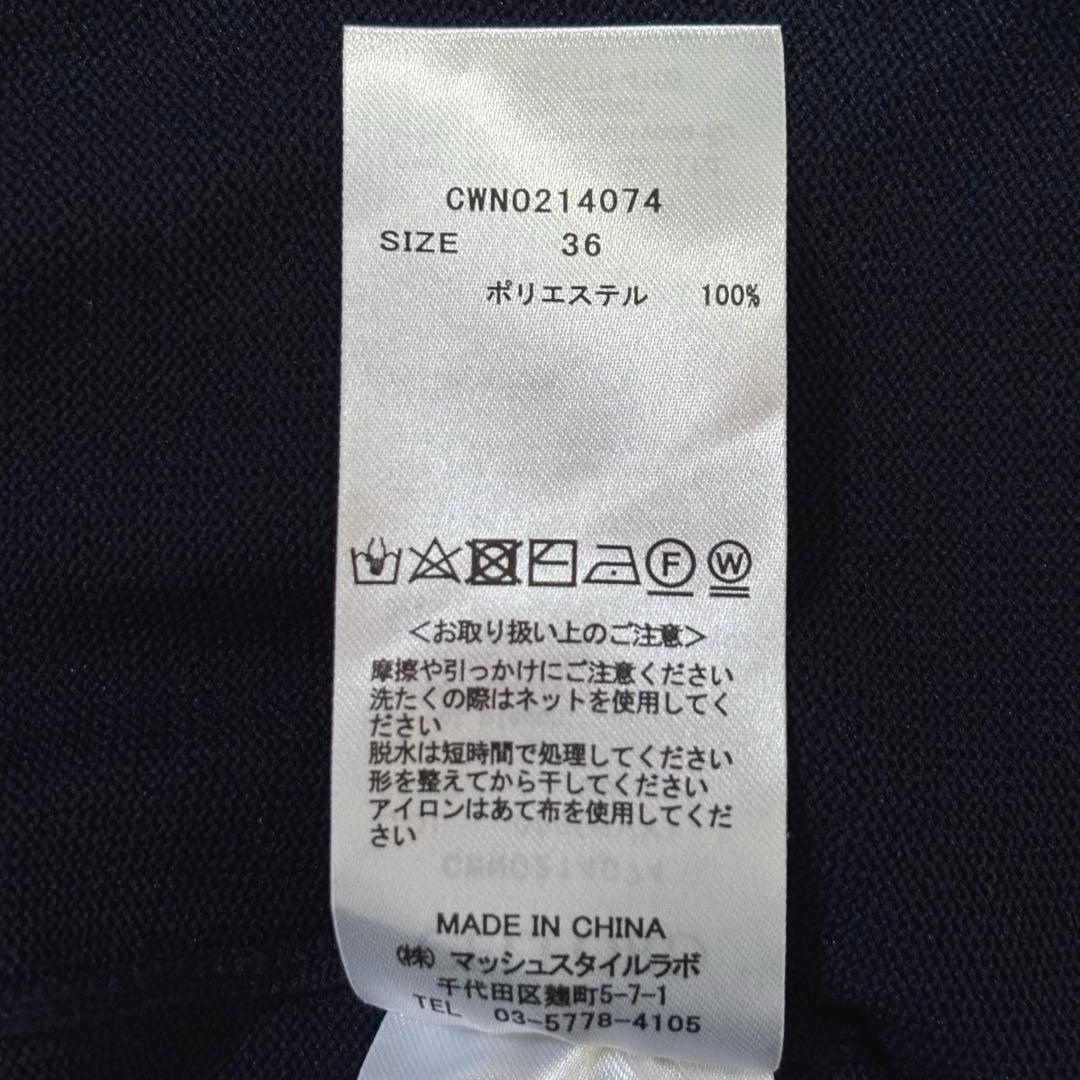 CWNO214074
SIZE 36
ポリエステル 100%
F W
＜お取り扱い上のご注意＞
摩擦や引っかけにご注意ください
洗たくの際はネットを使用してく
ださい
脱水は短時間で処理してください
形を整えてから干してください
アイロンはあて布を使用してくだ
さい
MADE IN CHINA
㈱ マッシュスタイルラボ
千代田区麹町5-7-1
TEL 03-5778-4105